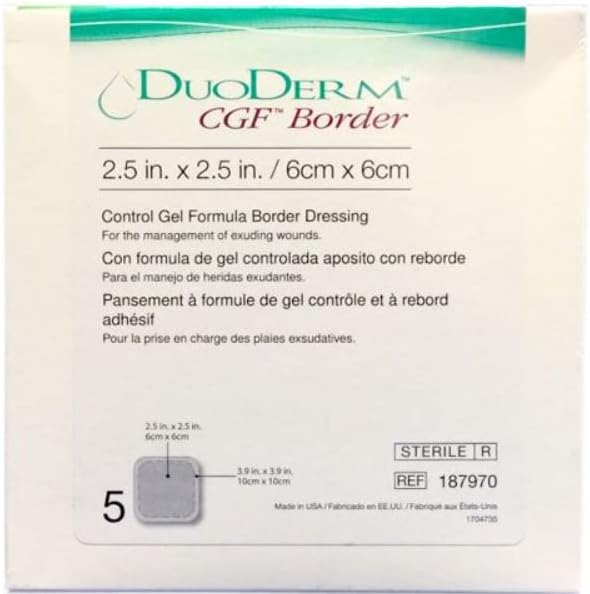 DUODERM™
CGF™ Border
2.5 in. x 2.5 in. / 6cm x 6cm
Control Gel Formula Border Dressing
For the management of exuding wounds.
Con formula de gel controlada aposito con reborde
Para el manejo de heridas exudantes.
Pansement à formule de gel contrôle et à rebord
adhésif
Pour la prise en charge des plaies exsudatives.
2.5 in. x 2.5 in.
6cm x 6cm
3.9 in. x 3.9 in.
10cm x 10cm
5
STERILE R
REF 187970
Made in USA / Fabricado en EE.UU. / Fabriqué aux États-Unis
1704735